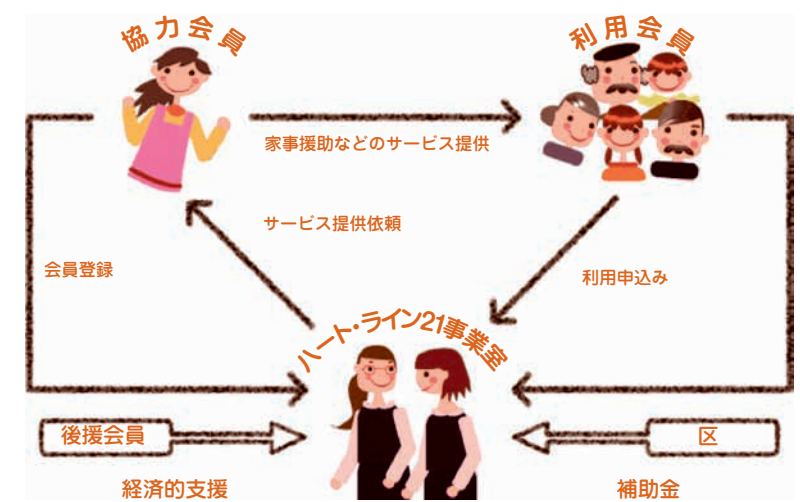 協力会員
利用会員
家事援助などのサービス提供
サービス提供依頼
会員登録
利用申込み
ハート・ライン21事業室
後援会員
区
経済的支援
補助金